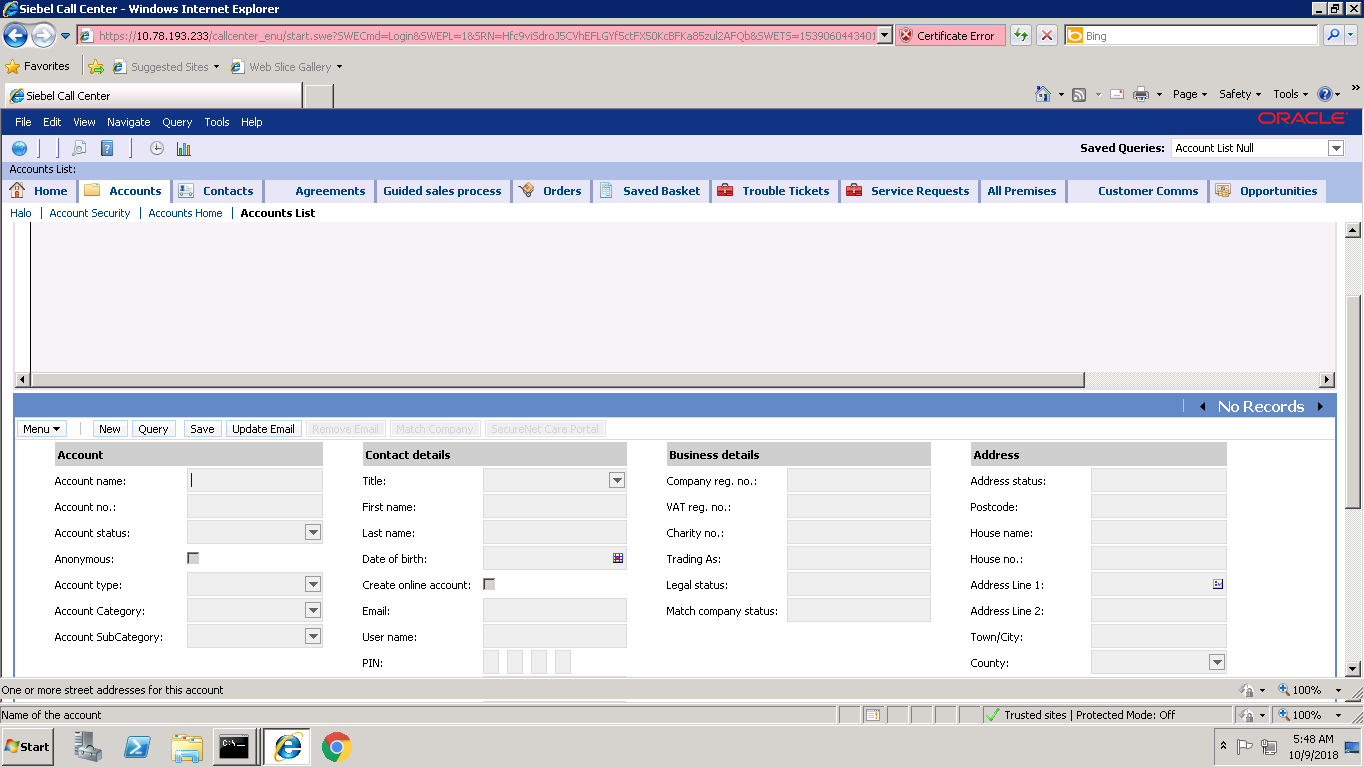 Siebel Call Center - Windows Internet Explorer
https://10.78.193.233/callcenter_enu/start.swe?SWECmd=Login&SWEPL=1&SRN=Hfc9viSdroJ5CVhEFLGYf5ctFX50KcBFKa85zul2AFQb&SWETS=1539060443401 Certificate Error Bing
Favorites Suggested Sites Web Slice Gallery
Siebel Call Center Page Safety Tools
File Edit View Navigate Query Tools Help ORACLE
Saved Queries: Account List Null
Accounts List:
Home Accounts Contacts Agreements Guided sales process Orders Saved Basket Trouble Tickets Service Requests All Premises Customer Comms Opportunities
Halo | Account Security | Accounts Home | Accounts List
No Records
Menu New Query Save Update Email Remove Email Match Company SecureNet Care Portal
Account Contact details Business details Address
Account name: Title: Company reg. no.: Address status:
Account no.: First name: VAT reg. no.: Postcode:
Account status: Last name: Charity no.: House name:
Anonymous: Date of birth: Trading As: House no.:
Account type: Create online account: Legal status: Address Line 1:
Account Category: Email: Match company status: Address Line 2:
Account SubCategory: User name: Town/City:
PIN: County:
One or more street addresses for this account 100%
Name of the account Trusted sites | Protected Mode: Off 100%
Start 5:48 AM
10/9/2018